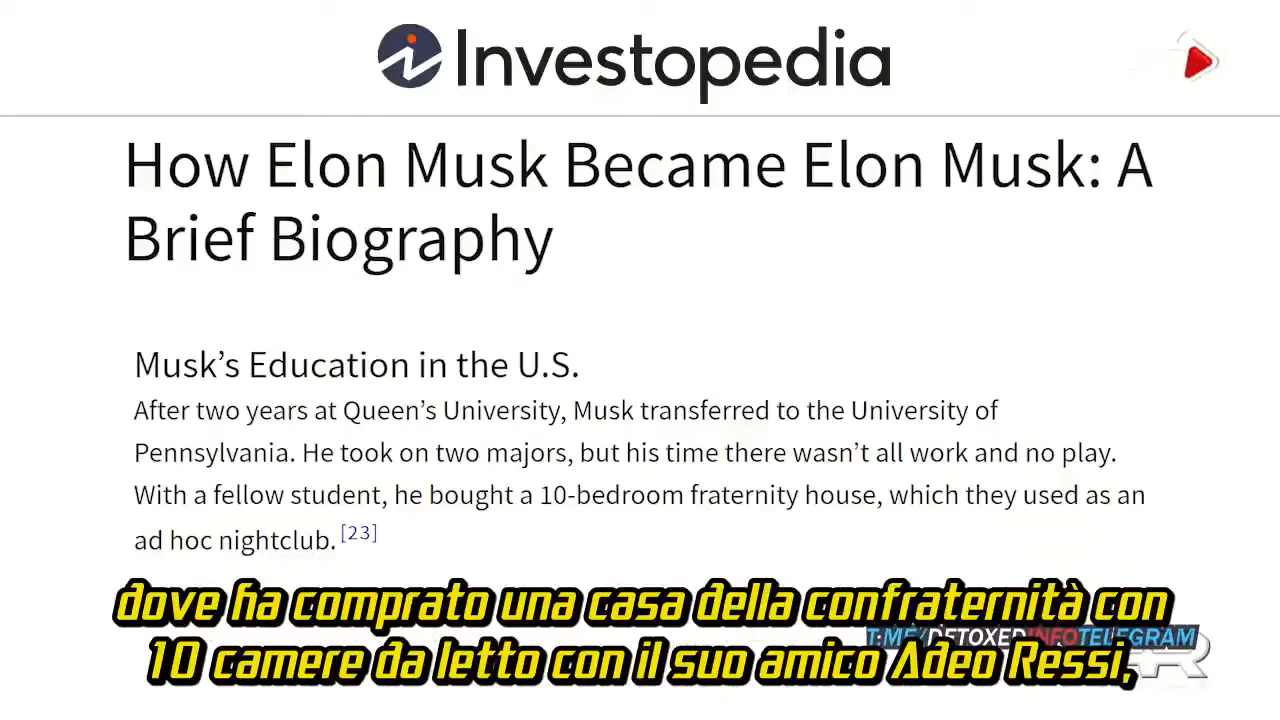 Investopedia
How Elon Musk Became Elon Musk: A
Brief Biography
Musk’s Education in the U.S.
After two years at Queen’s University, Musk transferred to the University of
Pennsylvania. He took on two majors, but his time there wasn’t all work and no play.
With a fellow student, he bought a 10-bedroom fraternity house, which they used as an
ad hoc nightclub. [23]
dove ha comprato una casa della confraternità con
T.ME/DETOXEDINFOTELEGRAM
10 camere da letto con il suo amico Adeo Ressi,